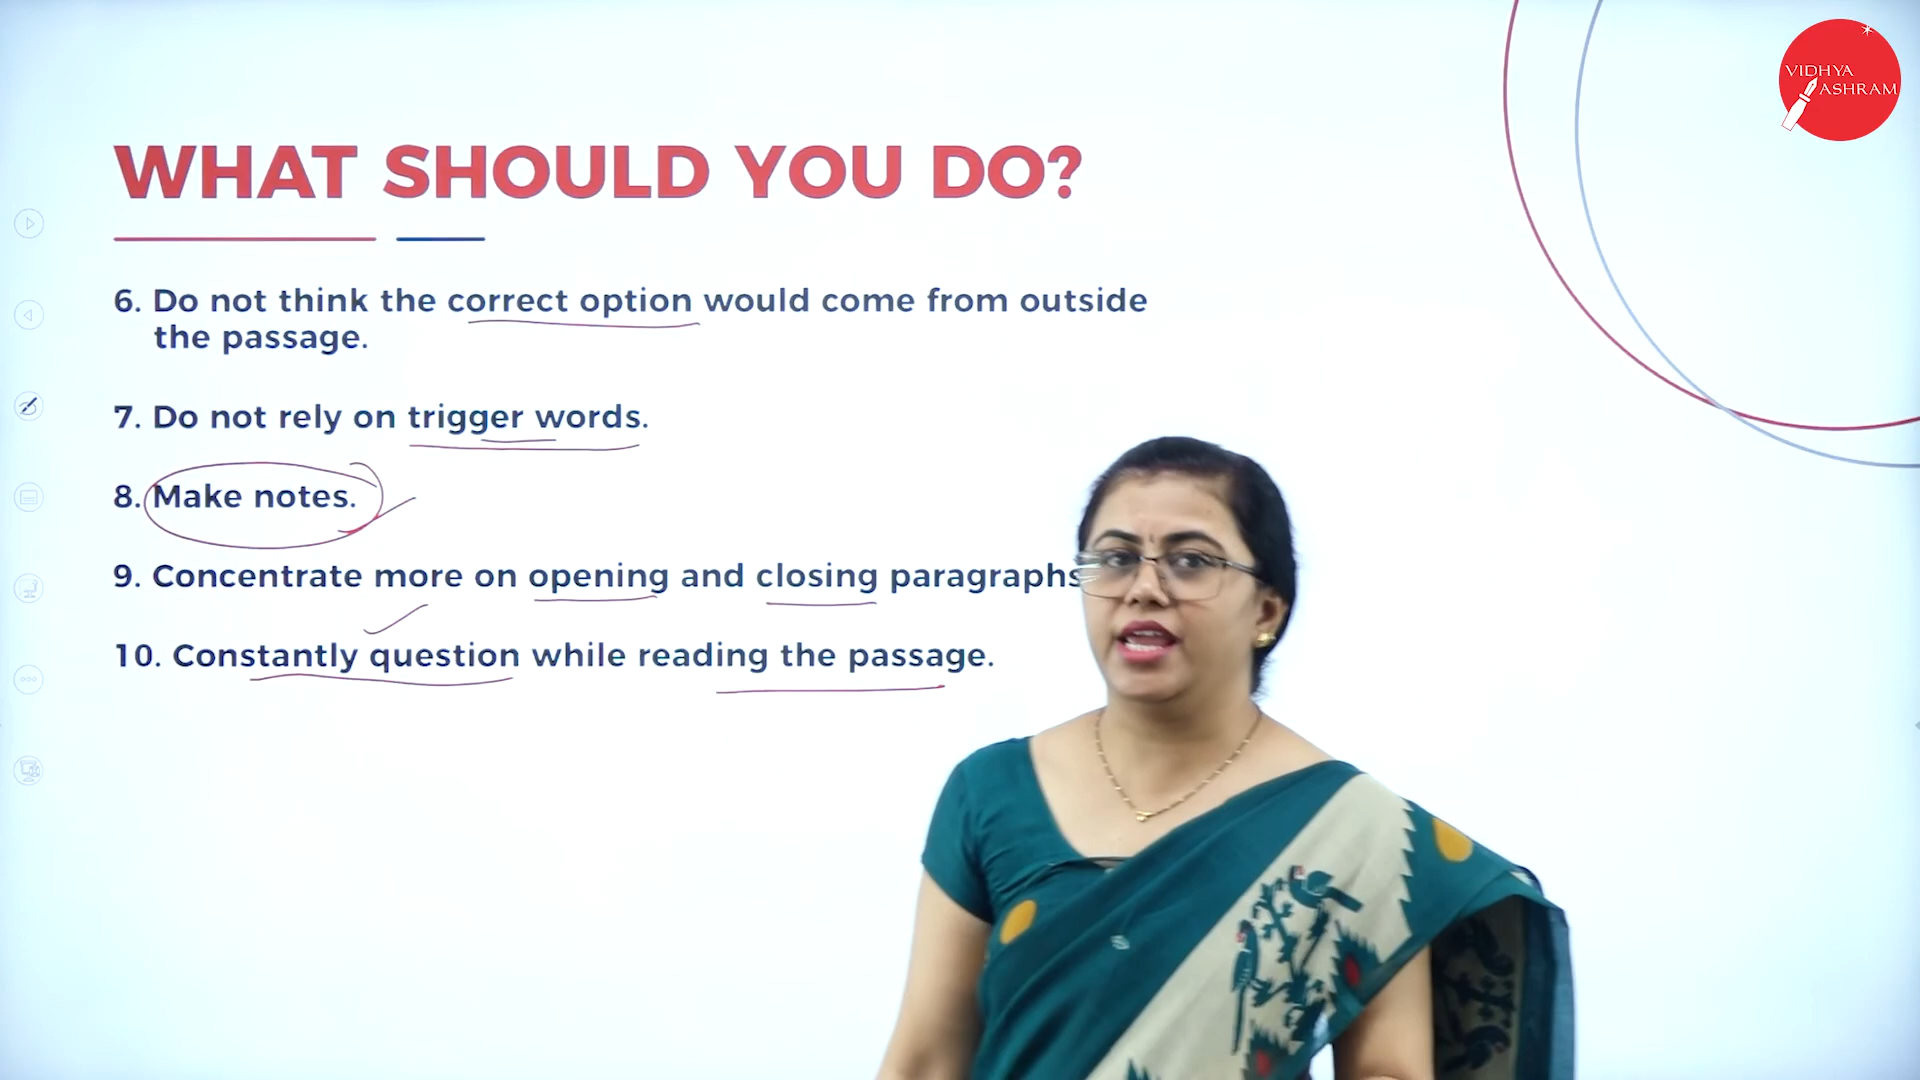 VIDHYA
ASHRAM
WHAT SHOULD YOU DO?
6. Do not think the correct option would come from outside
the passage.
7. Do not rely on trigger words.
8. Make notes.
9. Concentrate more on opening and closing paragraphs
10. Constantly question while reading the passage.